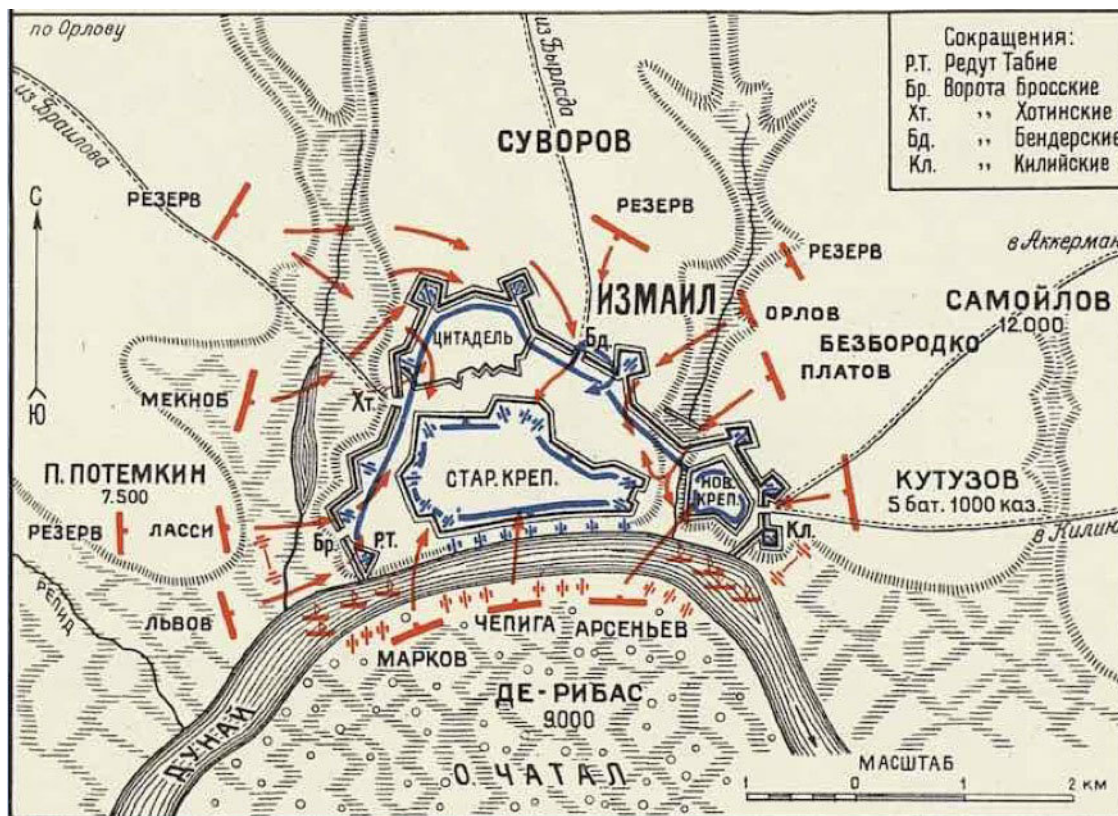 по Орлову
из Браилова
из Бырлада
Сокращения:
Р.Т. Редут Табие
Бр. Ворота Бросские
Хт. ,, Хотинские
Бд. ,, Бендерские
Кл. ,, Килийские
СУВОРОВ
С
Ю
РЕЗЕРВ
РЕЗЕРВ
РЕЗЕРВ
в Аккерман
ИЗМАИЛ
ОРЛОВ
САМОЙЛОВ
12.000
ЦИТАДЕЛЬ
Бд.
БЕЗБОРОДКО
ПЛАТОВ
МЕКНОБ
Хт.
П. ПОТЕМКИН
7.500
СТАР. КРЕП.
НОВ.
КРЕП.
КУТУЗОВ
5 бат. 1000 каз.
РЕЗЕРВ
ЛАССИ
Бр.
Р.Т.
Кл.
в Килию
РЕПИД
ЛЬВОВ
МАРКОВ
ЧЕПИГА
АРСЕНЬЕВ
ДЕ-РИБАС
9.000
ДУНАЙ
О. ЧАТАЛ
МАСШТАБ
1 0 1 2 км